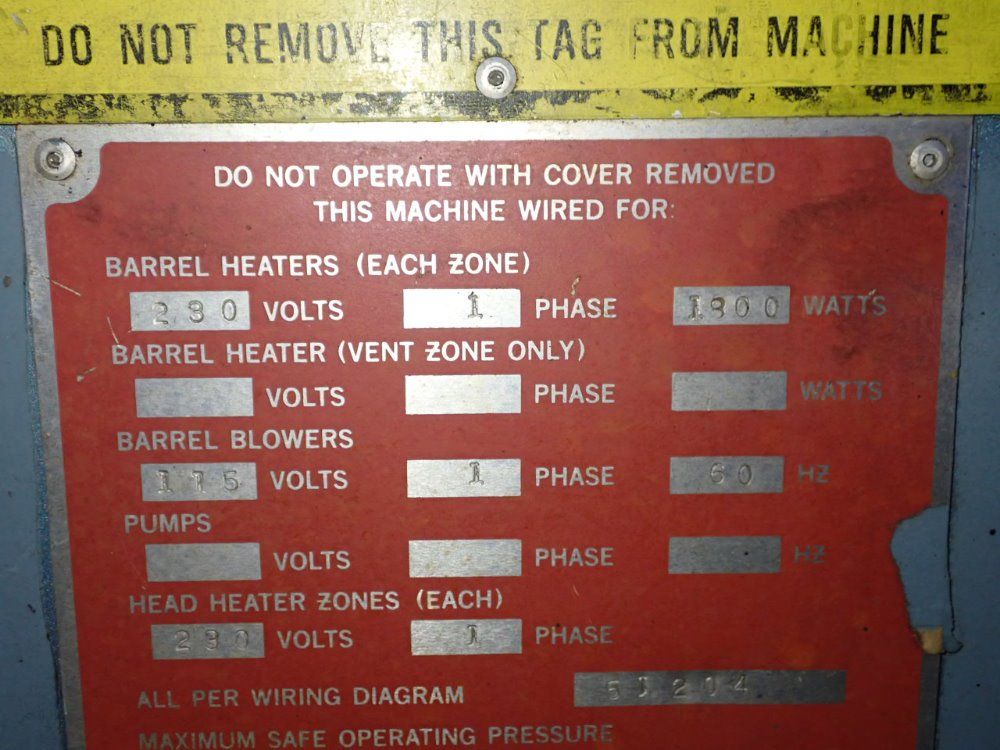 DO NOT REMOVE THIS TAG FROM MACHINE
DO NOT OPERATE WITH COVER REMOVED
THIS MACHINE WIRED FOR:
BARREL HEATERS (EACH ZONE)
230 VOLTS 1 PHASE 1300 WATTS
BARREL HEATER (VENT ZONE ONLY)
VOLTS PHASE WATTS
BARREL BLOWERS
115 VOLTS 1 PHASE 60 HZ
PUMPS
VOLTS PHASE HZ
HEAD HEATER ZONES (EACH)
230 VOLTS 1 PHASE
ALL PER WIRING DIAGRAM 51204
MAXIMUM SAFE OPERATING PRESSURE